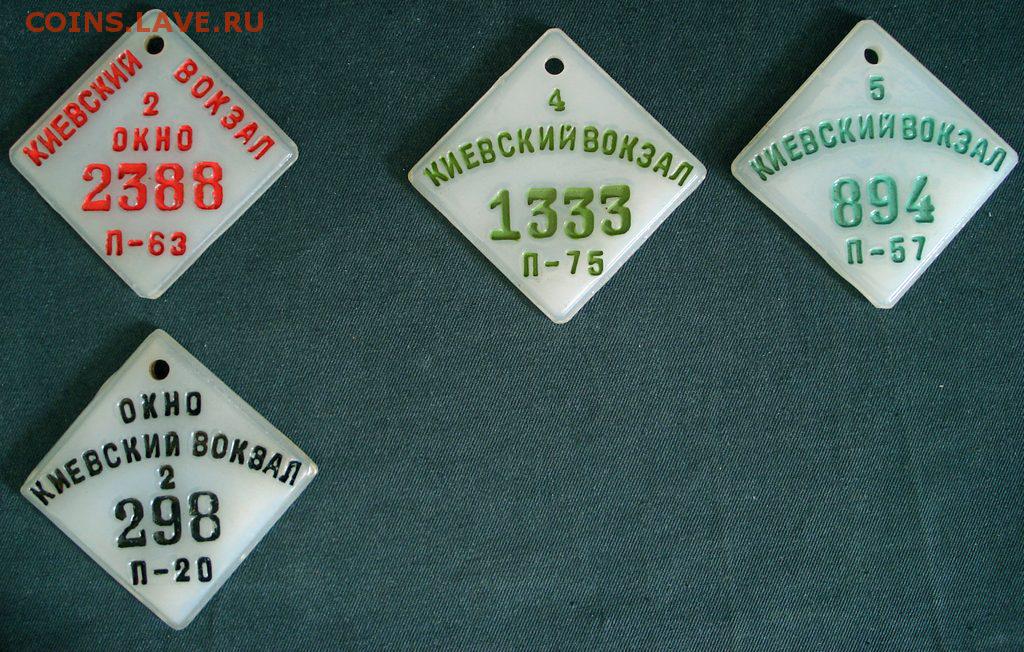 COINS.LAVE.RU
КИЕВСКИЙ ВОКЗАЛ
2
ОКНО
2388
П-63
4
КИЕВСКИЙ ВОКЗАЛ
1333
П-75
5
КИЕВСКИЙ ВОКЗАЛ
894
П-57
ОКНО
КИЕВСКИЙ ВОКЗАЛ
2
298
П-20